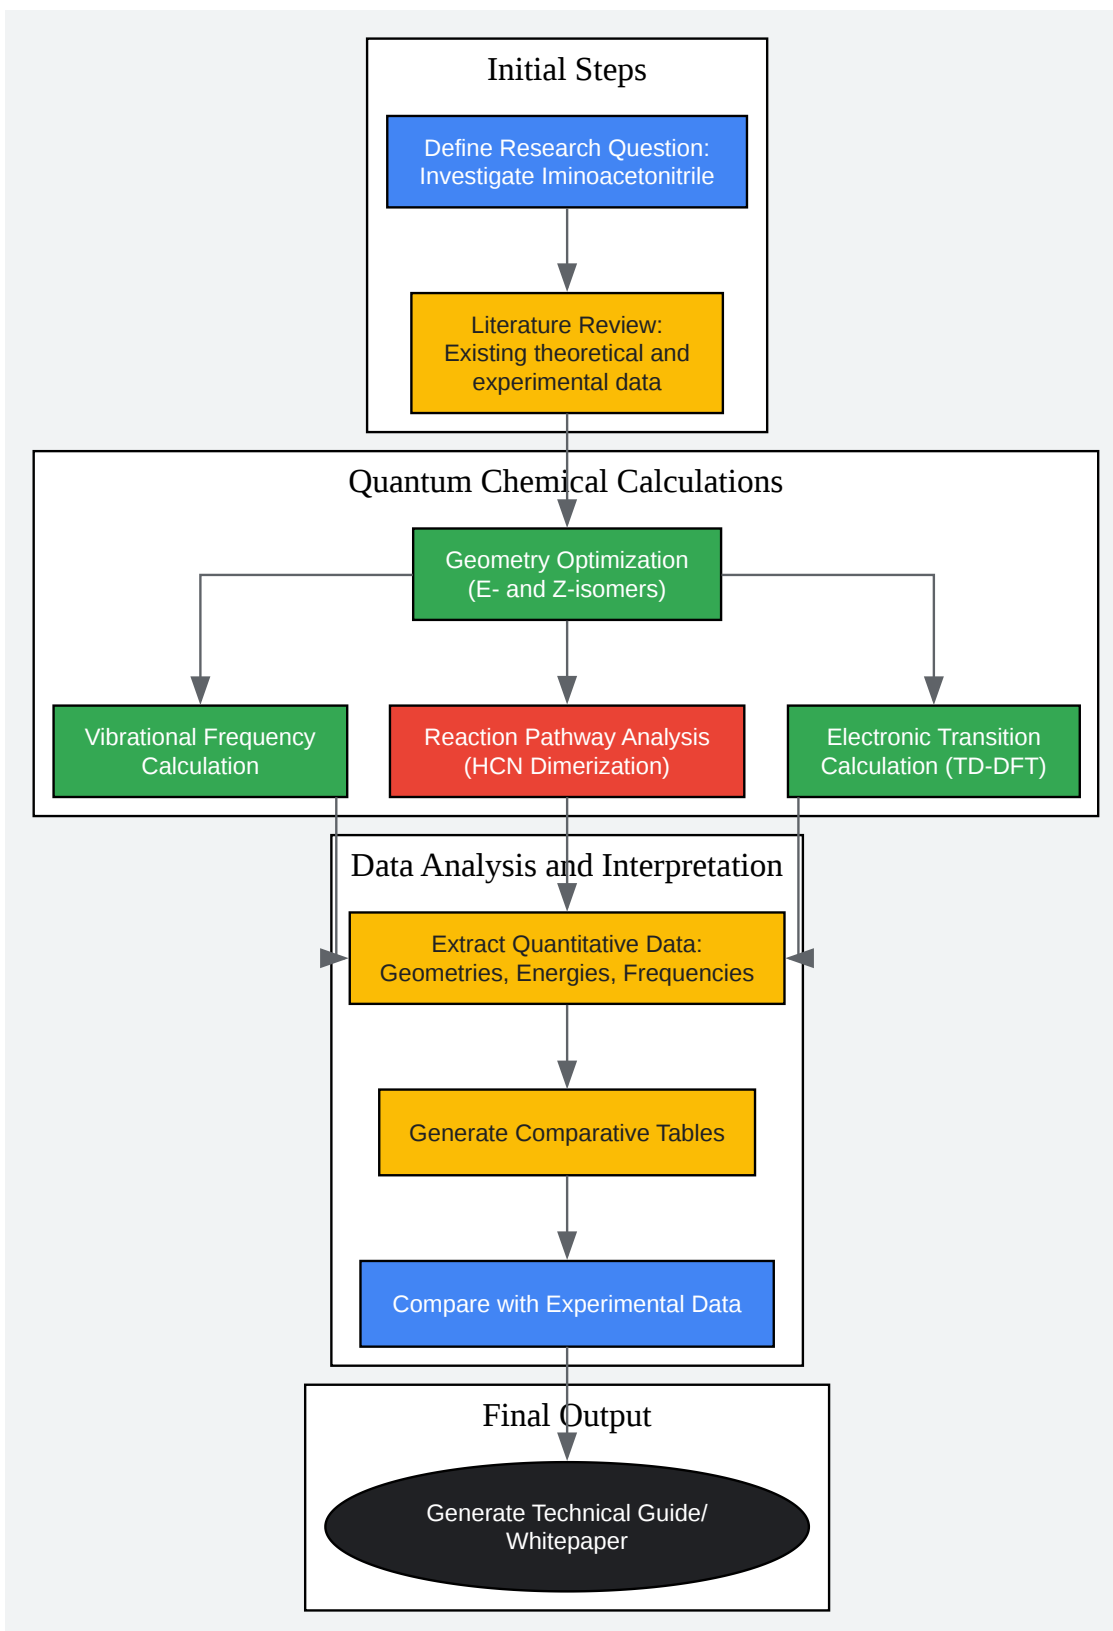 Initial Steps
Define Research Question:
Investigate Iminoacetonitrile
Literature Review:
Existing theoretical and
experimental data
Quantum Chemical Calculations
Geometry Optimization
(E- and Z-isomers)
Vibrational Frequency
Calculation
Reaction Pathway Analysis
(HCN Dimerization)
Electronic Transition
Calculation (TD-DFT)
Data Analysis and Interpretation
Extract Quantitative Data:
Geometries, Energies, Frequencies
Generate Comparative Tables
Compare with Experimental Data
Final Output
Generate Technical Guide/
Whitepaper